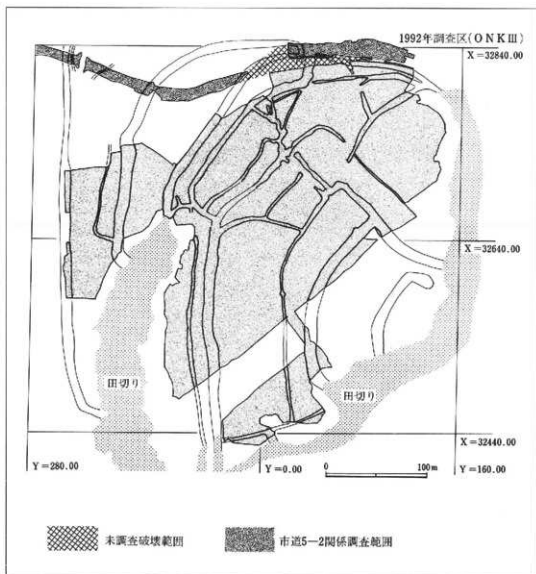 1992年調査区(ONKⅢ)
X=32840.00
X=32640.00
田切り
田切り
X=32440.00
Y=280.00
Y=0.00
0
100m
Y=160.00
未調査破壊範囲
市道5―2関係調査範囲